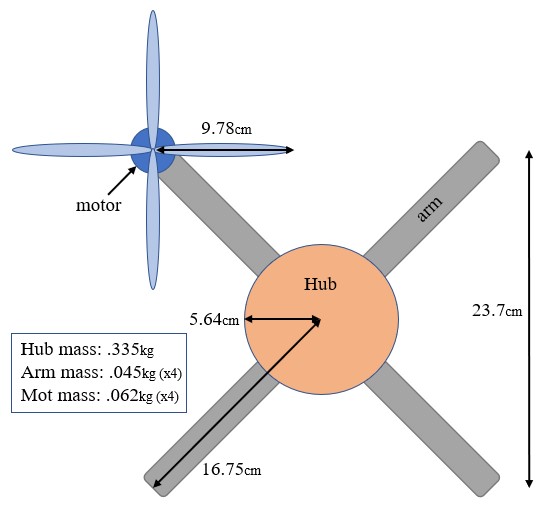 9.78cm
motor
arm
Hub
5.64cm
23.7cm
Hub mass: .335kg
Arm mass: .045kg (x4)
Mot mass: .062kg (x4)
16.75cm